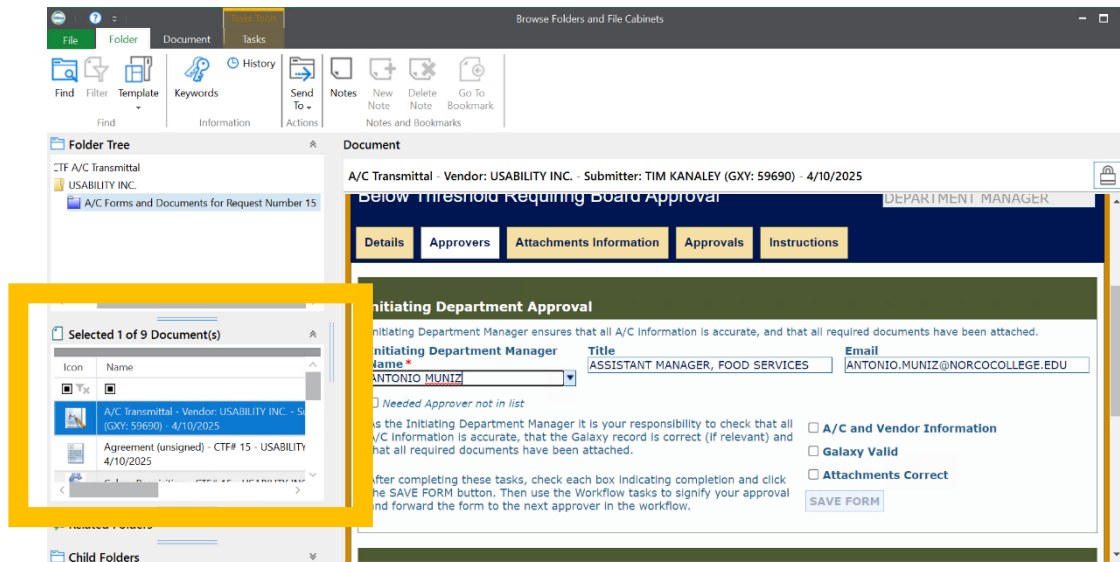 Tasks Tools
Browse Folders and File Cabinets
File Folder Document Tasks
Find Filter Template Keywords History Send To Notes New Note Delete Note Go To Bookmark
Find Information Actions Notes and Bookmarks
Folder Tree
CTF A/C Transmittal
USABILITY INC.
A/C Forms and Documents for Request Number 15
Selected 1 of 9 Document(s)
Icon Name
A/C Transmittal - Vendor: USABILITY INC. - Su
(GXY: 59690) - 4/10/2025
Agreement (unsigned) - CTF# 15 - USABILITY
4/10/2025
Related Folders
Child Folders
Document
A/C Transmittal - Vendor: USABILITY INC. - Submitter: TIM KANALEY (GXY: 59690) - 4/10/2025
Below Threshold Requiring Board Approval
DEPARTMENT MANAGER
Details Approvers Attachments Information Approvals Instructions
nitiating Department Approval
nitiating Department Manager ensures that all A/C information is accurate, and that all required documents have been attached.
nitiating Department Manager Title Email
Name*
ANTONIO MUNIZ ASSISTANT MANAGER, FOOD SERVICES ANTONIO.MUNIZ@NORCOCOLLEGE.EDU
Needed Approver not in list
As the Initiating Department Manager it is your responsibility to check that all
A/C information is accurate, that the Galaxy record is correct (if relevant) and
that all required documents have been attached.
After completing these tasks, check each box indicating completion and click
the SAVE FORM button. Then use the Workflow tasks to signify your approval
and forward the form to the next approver in the workflow.
A/C and Vendor Information
Galaxy Valid
Attachments Correct
SAVE FORM